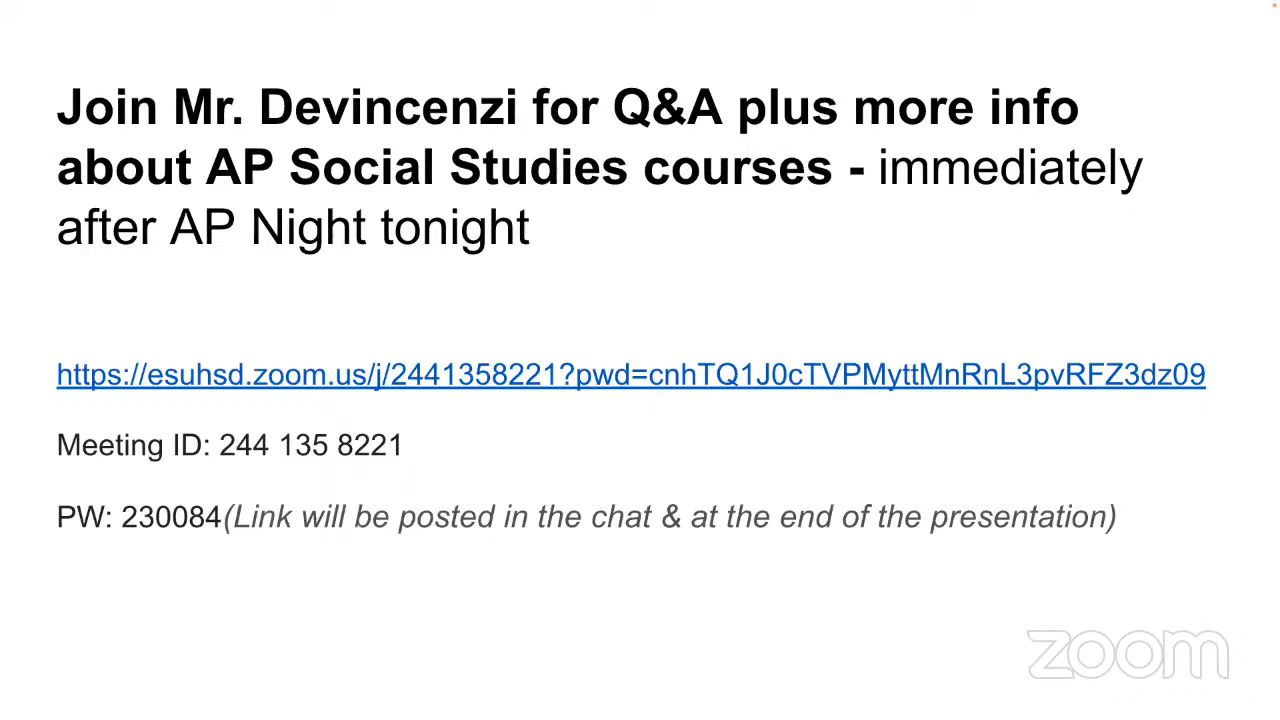 Join Mr. Devincenzi for Q&A plus more info
about AP Social Studies courses - immediately
after AP Night tonight
https://esuhsd.zoom.us/j/2441358221?pwd=cnhTQ1J0cTVPMyttMnRnL3pvRFZ3dz09
Meeting ID: 244 135 8221
PW: 230084(Link will be posted in the chat & at the end of the presentation)
zoom